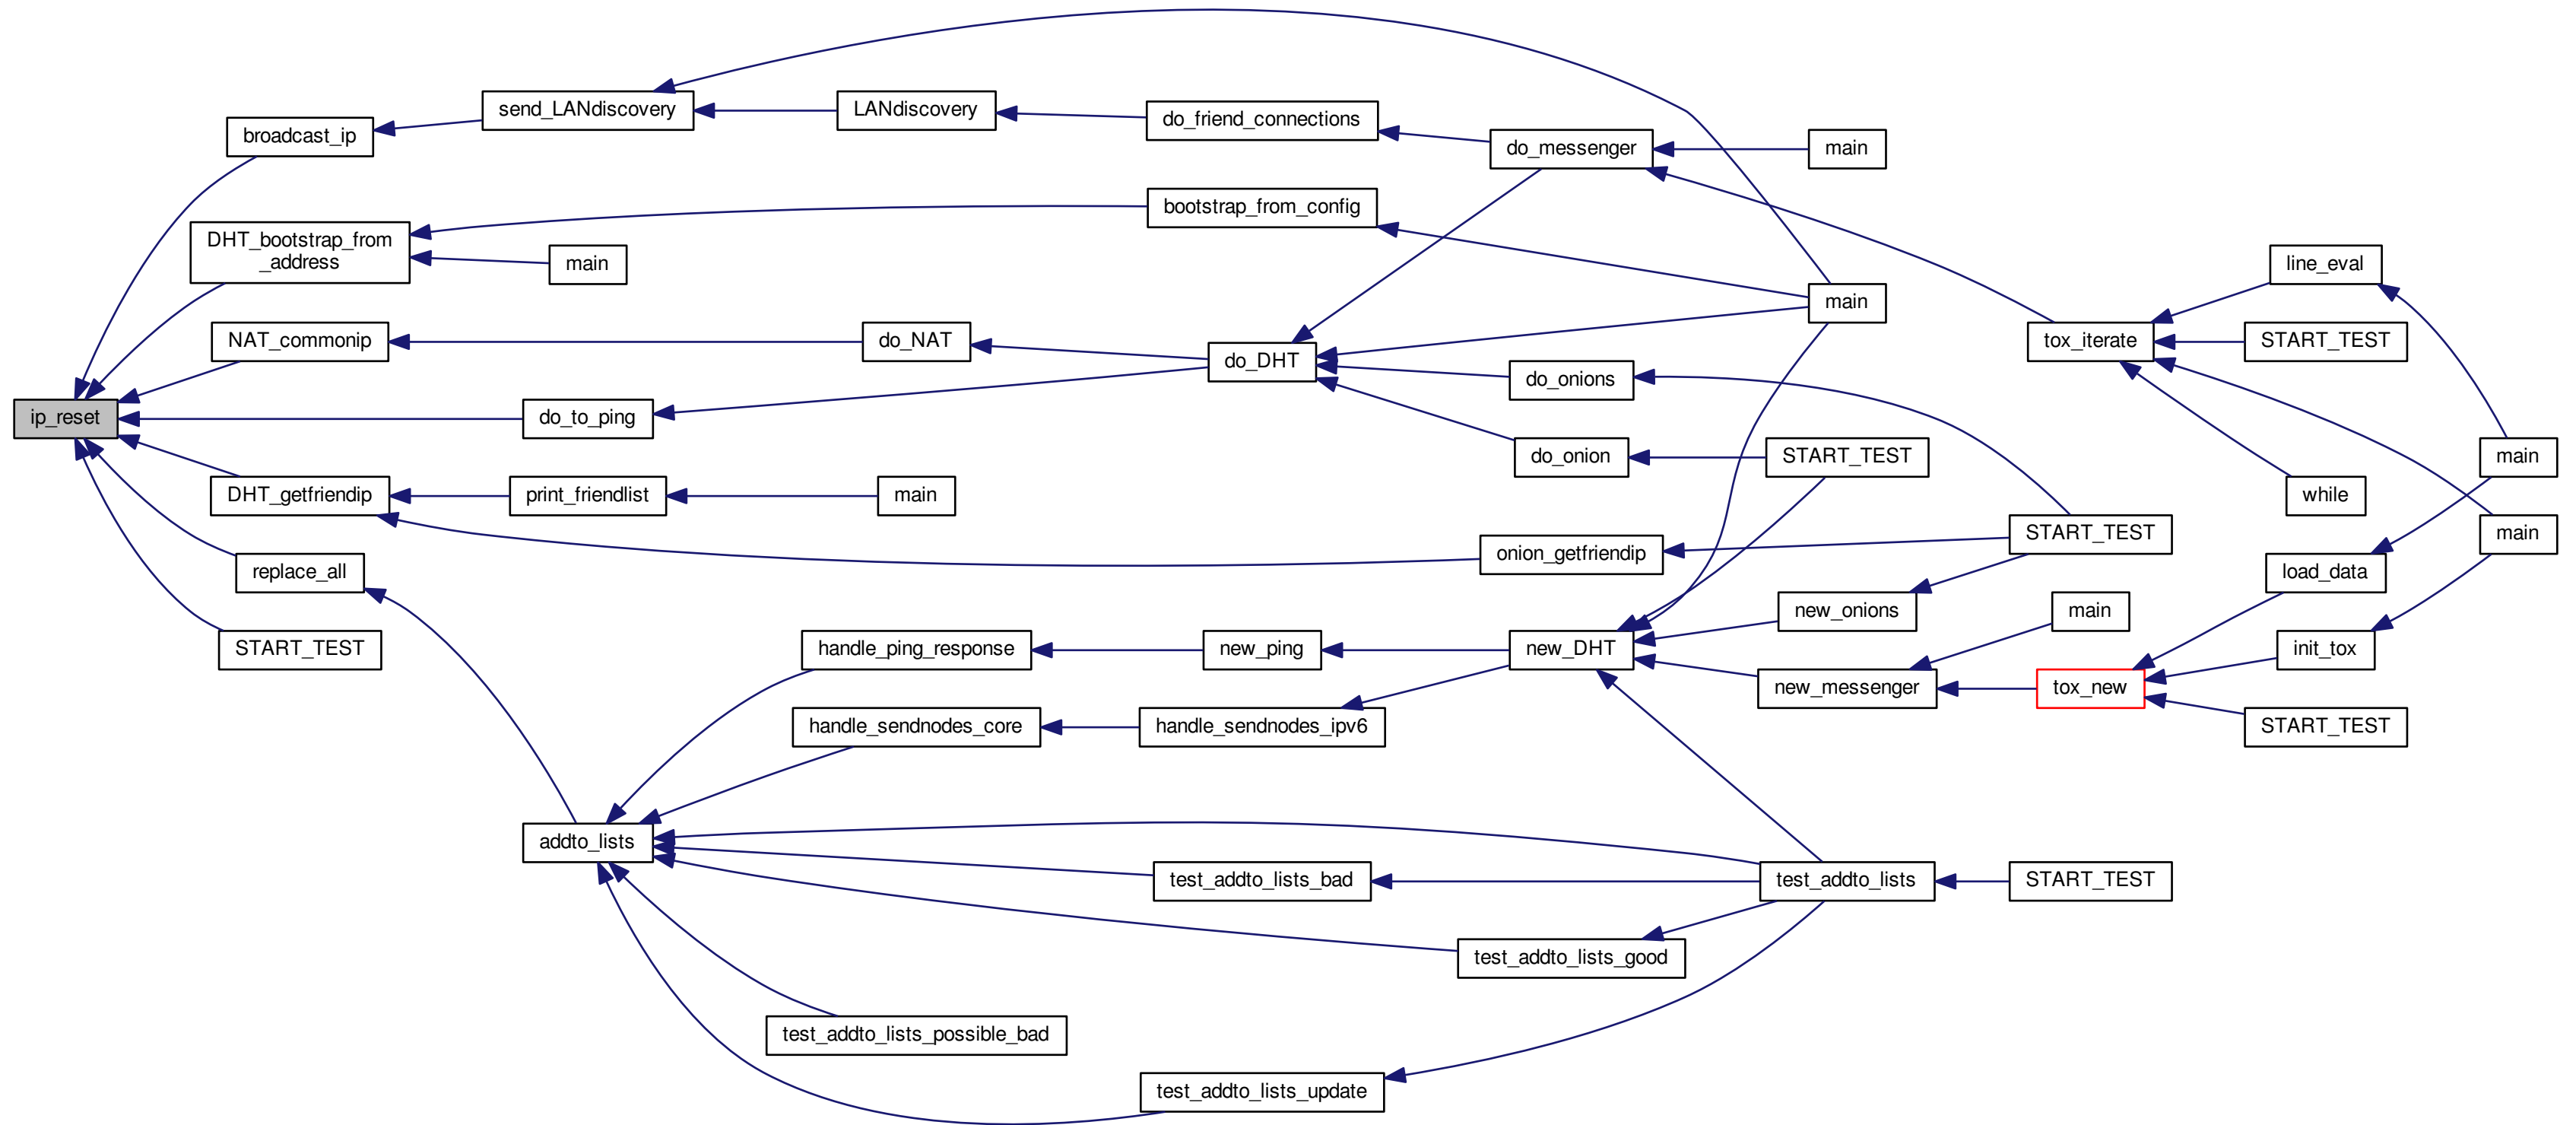 send_LANdiscovery
LANdiscovery
do_friend_connections
broadcast_ip
do_messenger
main
bootstrap_from_config
DHT_bootstrap_from
_address
main
main
line_eval
NAT_commonip
do_NAT
do_DHT
tox_iterate
START_TEST
do_onions
ip_reset
do_to_ping
do_onion
START_TEST
main
DHT_getfriendip
print_friendlist
main
while
onion_getfriendip
START_TEST
main
replace_all
load_data
new_onions
main
START_TEST
handle_ping_response
new_ping
new_DHT
init_tox
new_messenger
tox_new
handle_sendnodes_core
handle_sendnodes_ipv6
START_TEST
addto_lists
test_addto_lists_bad
test_addto_lists
START_TEST
test_addto_lists_good
test_addto_lists_possible_bad
test_addto_lists_update